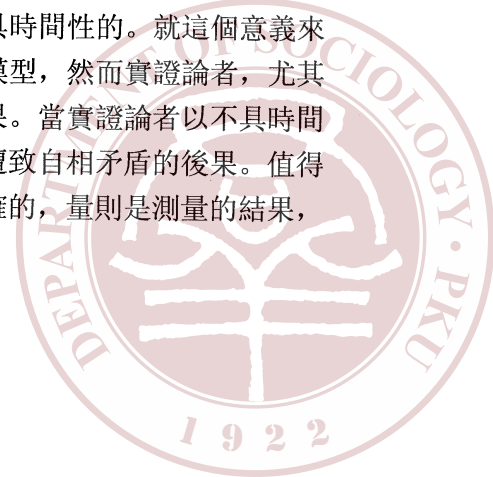 時間性的。就這個意義來
模型，然而實證論者，尤其
果。當實證論者以不具時間
致自相矛盾的後果。值得
的，量則是測量的結果，
DEPARTMENT OF SOCIOLOGY · PKU
1922